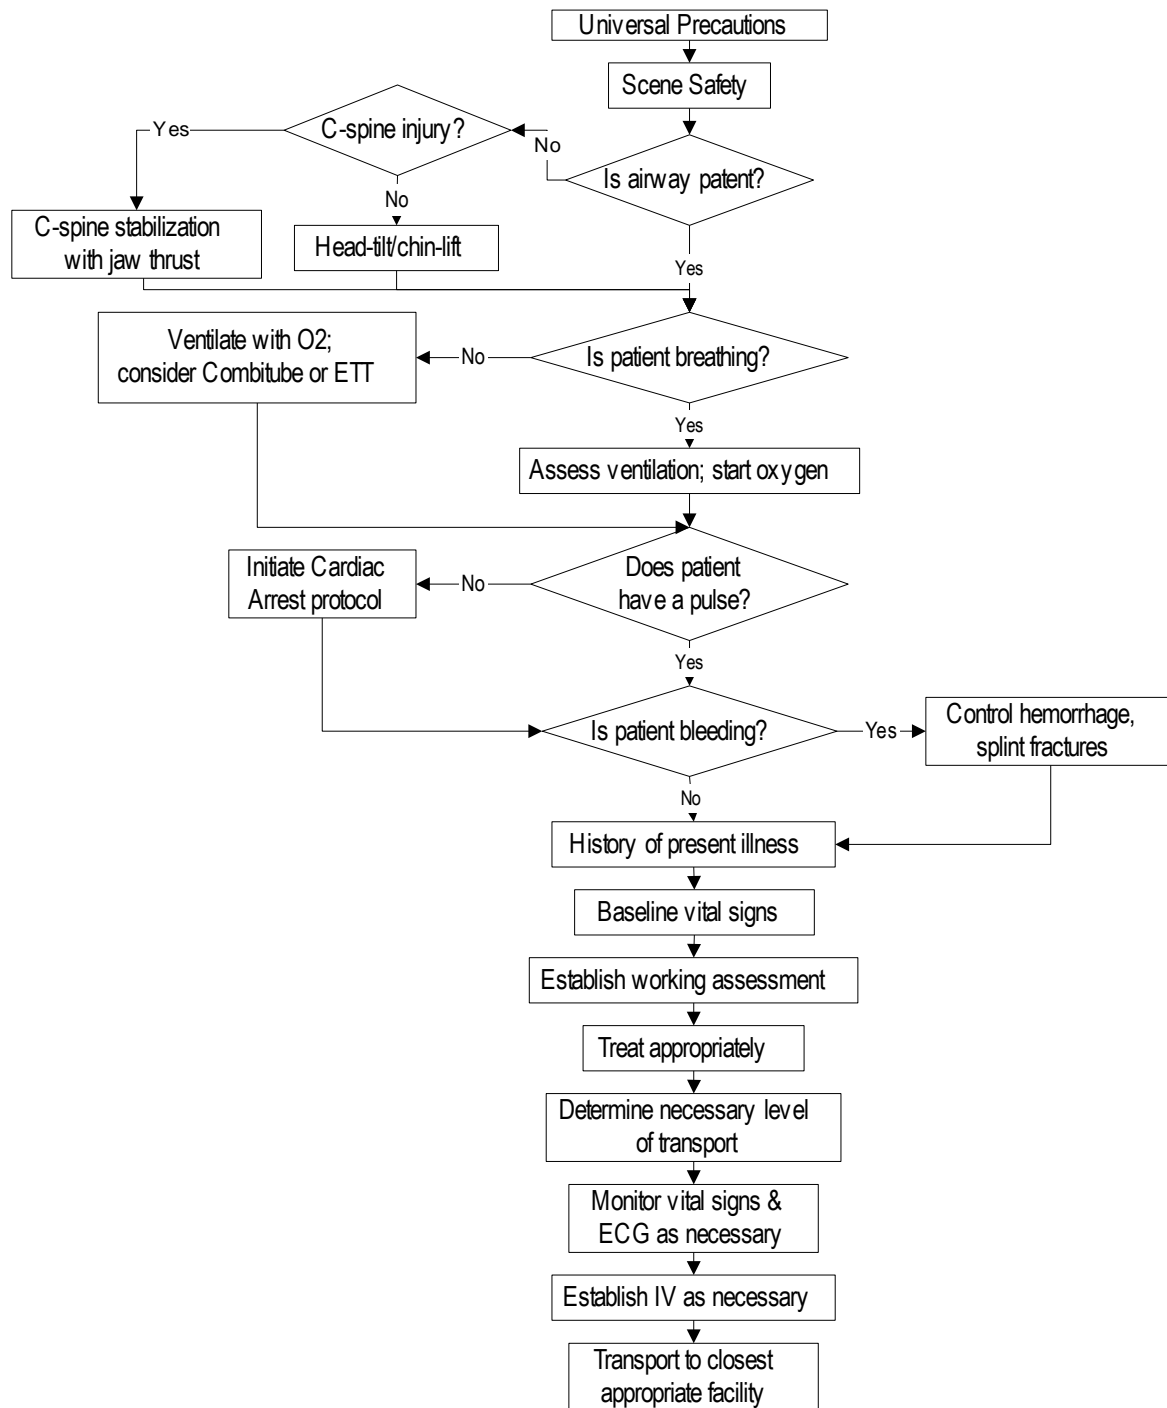 Universal Precautions
Scene Safety
C-spine injury?
Yes
No
Is airway patent?
No
C-spine stabilization
with jaw thrust
Head-tilt/chin-lift
Yes
Ventilate with O2;
consider Combitube or ETT
No
Is patient breathing?
Yes
Assess ventilation; start oxygen
Initiate Cardiac
Arrest protocol
No
Does patient
have a pulse?
Yes
Is patient bleeding?
Yes
Control hemorrhage,
splint fractures
No
History of present illness
Baseline vital signs
Establish working assessment
Treat appropriately
Determine necessary level
of transport
Monitor vital signs &
ECG as necessary
Establish IV as necessary
Transport to closest
appropriate facility